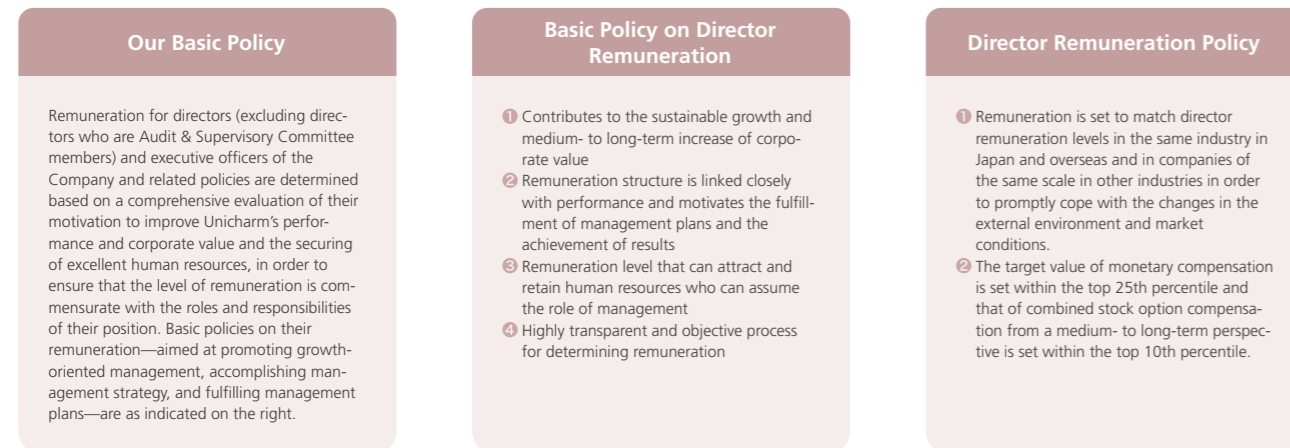 Our Basic Policy
Remuneration for directors (excluding direc-
tors who are Audit & Supervisory Committee
members) and executive officers of the
Company and related policies are determined
based on a comprehensive evaluation of their
motivation to improve Unicharm’s perfor-
mance and corporate value and the securing
of excellent human resources, in order to
ensure that the level of remuneration is com-
mensurate with the roles and responsibilities
of their position. Basic policies on their
remuneration—aimed at promoting growth-
oriented management, accomplishing man-
agement strategy, and fulfilling management
plans—are as indicated on the right.
Basic Policy on Director
Remuneration
❶ Contributes to the sustainable growth and
medium- to long-term increase of corpo-
rate value
❷ Remuneration structure is linked closely
with performance and motivates the fulfill-
ment of management plans and the
achievement of results
❸ Remuneration level that can attract and
retain human resources who can assume
the role of management
❹ Highly transparent and objective process
for determining remuneration
Director Remuneration Policy
❶ Remuneration is set to match director
remuneration levels in the same industry in
Japan and overseas and in companies of
the same scale in other industries in order
to promptly cope with the changes in the
external environment and market
conditions.
❷ The target value of monetary compensation
is set within the top 25th percentile and
that of combined stock option compensa-
tion from a medium- to long-term perspec-
tive is set within the top 10th percentile.